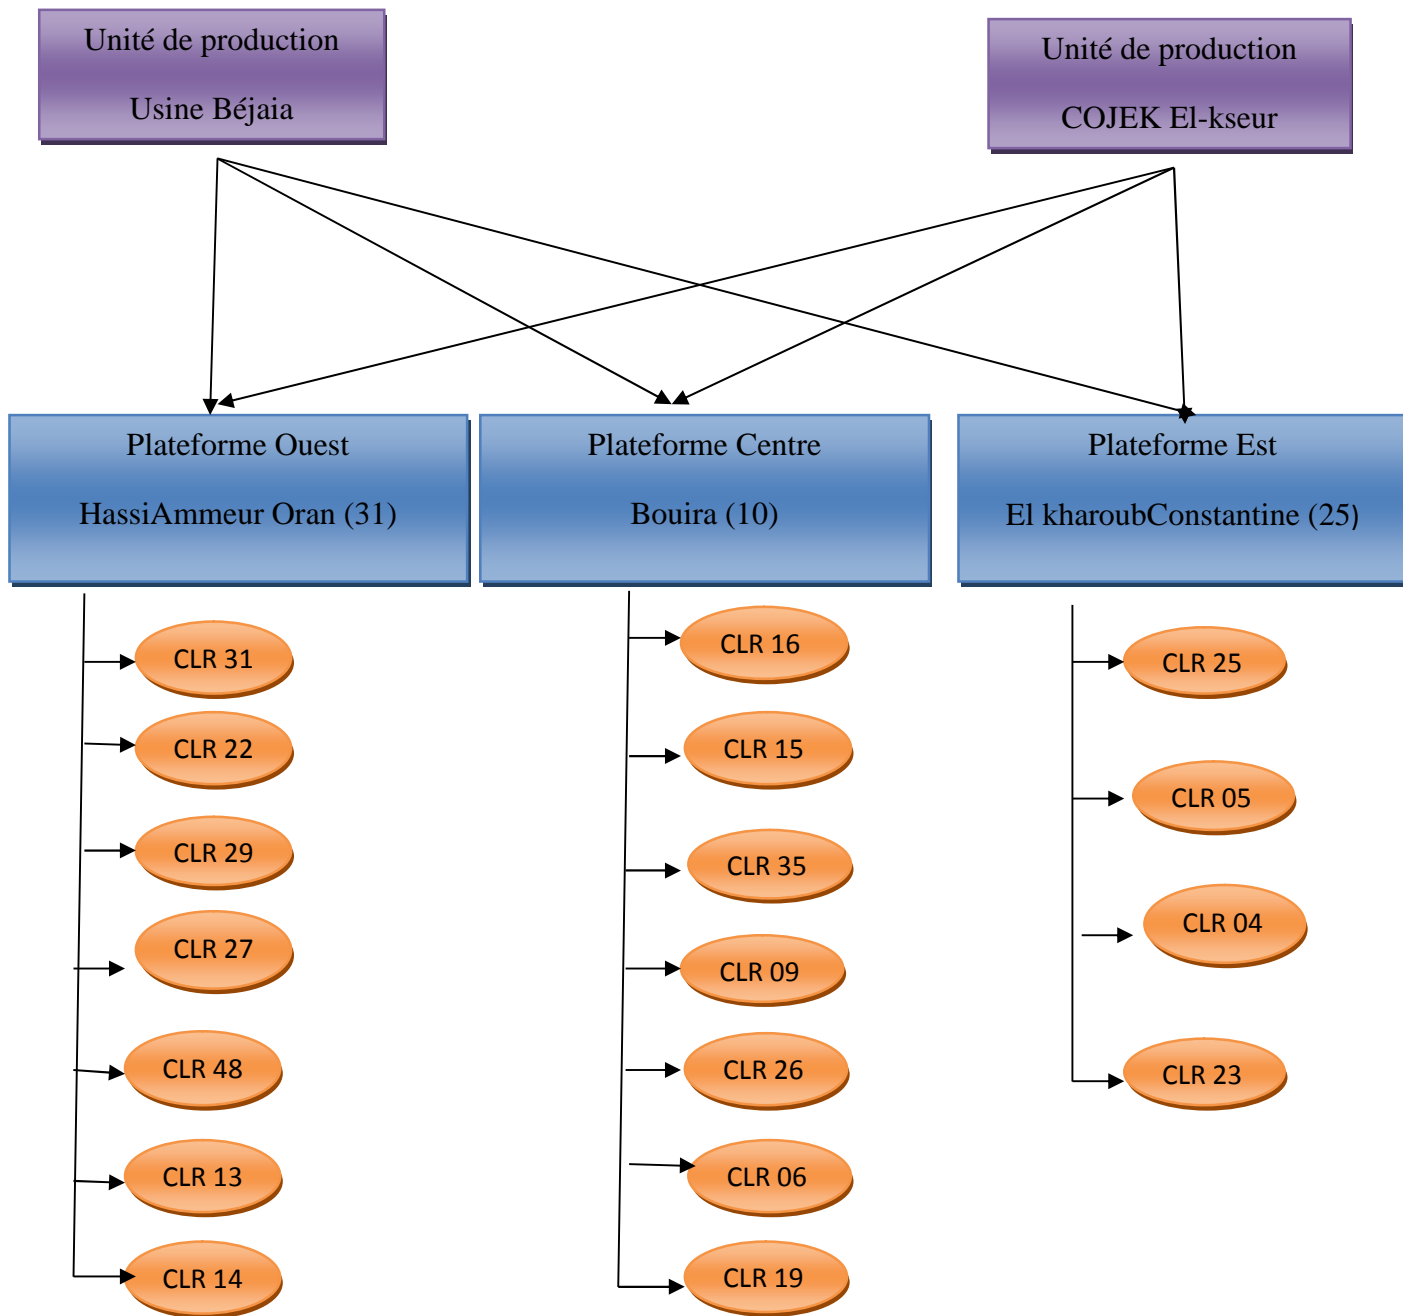 Unité de production
Usine Béjaia
Unité de production
COJEK El-kseur
Plateforme Ouest
HassiAmmeur Oran (31)
Plateforme Centre
Bouira (10)
Plateforme Est
El kharoubConstantine (25)
CLR 31
CLR 22
CLR 29
CLR 27
CLR 48
CLR 13
CLR 14
CLR 16
CLR 15
CLR 35
CLR 09
CLR 26
CLR 06
CLR 19
CLR 25
CLR 05
CLR 04
CLR 23